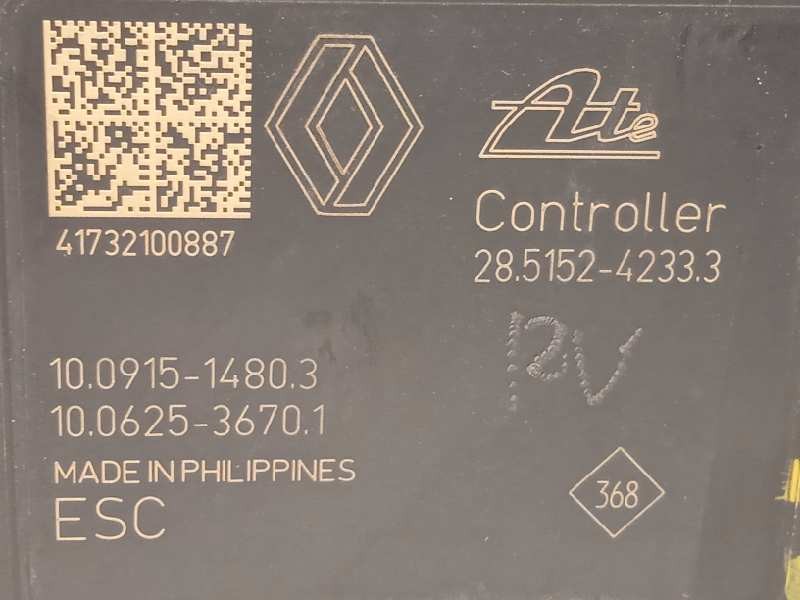 Ate
Controller
28.5152-4233.3
41732100887
10.0915-1480.3
10.0625-3670.1
MADE IN PHILIPPINES
ESC
368